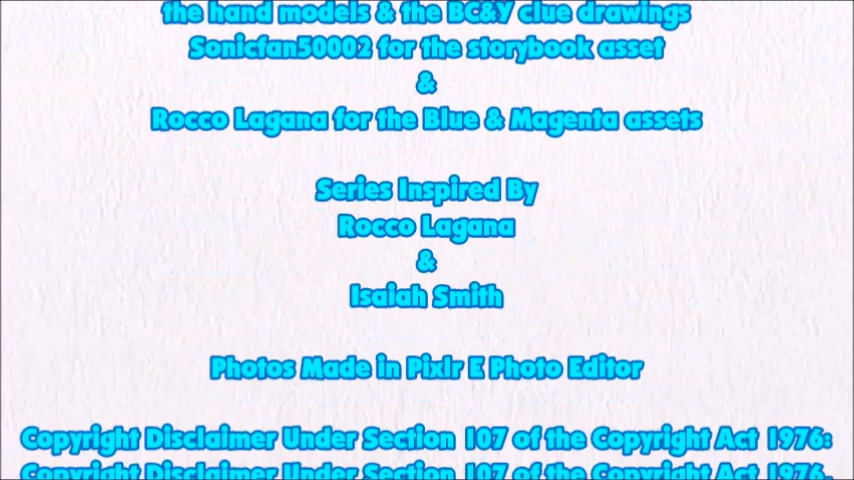 the hand models & the BC&Y clue drawings
Sonicfan50002 for the storybook asset
&
Rocco Lagana for the Blue & Magenta assets
Series Inspired By
Rocco Lagana
&
Isaiah Smith
Photos Made in Pixlr E Photo Editor
Copyright Disclaimer Under Section 107 of the Copyright Act 1976:
Copyright Disclaimer Under Section 107 of the Copyright Act 1976.